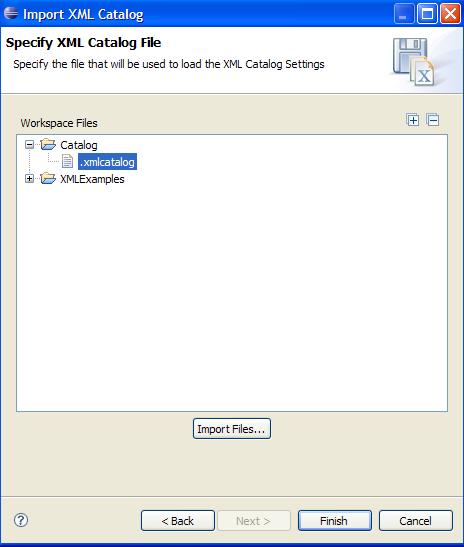 Import XML Catalog
Specify XML Catalog File
Specify the file that will be used to load the XML Catalog Settings
X
Workspace Files
Catalog
.xmlcatalog
XMLExamples
Import Files...
?
< Back
Next >
Finish
Cancel